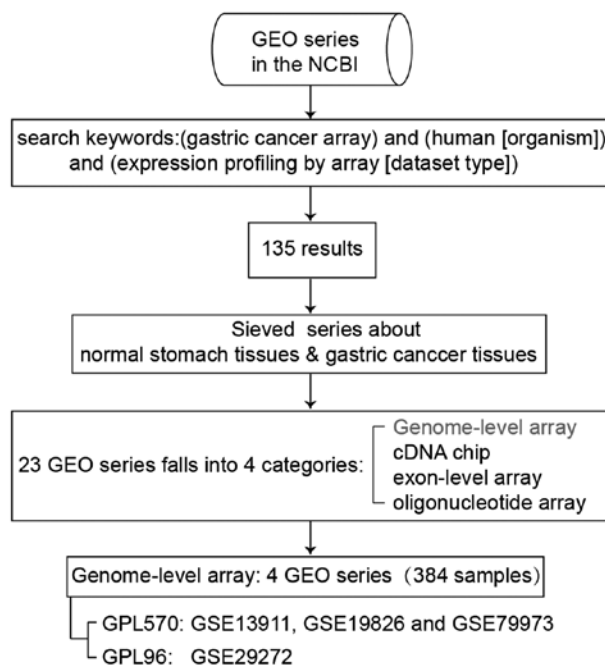 GEO series
in the NCBI
search keywords:(gastric cancer array) and (human [organism])
and (expression profiling by array [dataset type])
135 results
Sieved series about
normal stomach tissues & gastric canccer tissues
23 GEO series falls into 4 categories:
Genome-level array
cDNA chip
exon-level array
oligonucleotide array
Genome-level array: 4 GEO series (384 samples)
GPL570: GSE13911, GSE19826 and GSE79973
GPL96: GSE29272